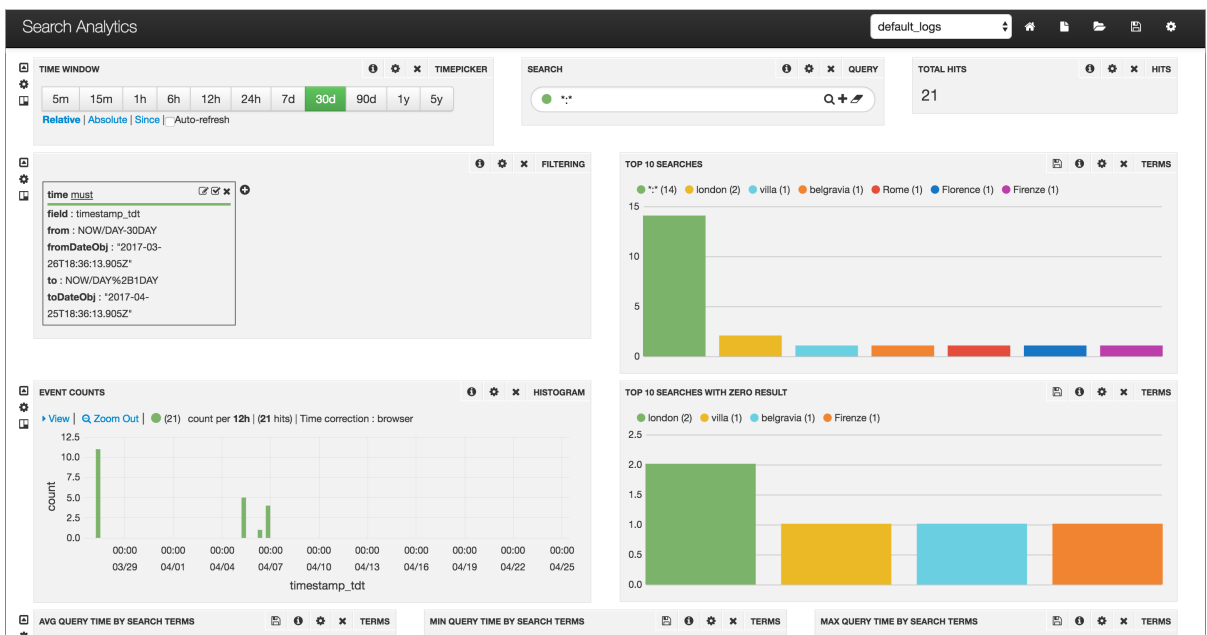 Search Analytics
default_logs
TIME WINDOW
TIMEPICKER
5m 15m 1h 6h 12h 24h 7d 30d 90d 1y 5y
Relative | Absolute | Since | Auto-refresh
SEARCH
QUERY
*:*
TOTAL HITS
HITS
21
FILTERING
time must
field : timestamp_tdt
from : NOW/DAY-30DAY
fromDateObj : "2017-03-
26T18:36:13.905Z"
to : NOW/DAY%2B1DAY
toDateObj : "2017-04-
25T18:36:13.905Z"
TOP 10 SEARCHES
TERMS
*:* (14) london (2) villa (1) belgravia (1) Rome (1) Florence (1) Firenze (1)
15
10
5
0
EVENT COUNTS
HISTOGRAM
View | Zoom Out | (21) count per 12h | (21 hits) | Time correction : browser
12.5
10.0
7.5
5.0
2.5
0.0
count
00:00 00:00 00:00 00:00 00:00 00:00 00:00 00:00 00:00 00:00
03/29 04/01 04/04 04/07 04/10 04/13 04/16 04/19 04/22 04/25
timestamp_tdt
TOP 10 SEARCHES WITH ZERO RESULT
TERMS
london (2) villa (1) belgravia (1) Firenze (1)
2.5
2.0
1.5
1.0
0.5
0.0
AVG QUERY TIME BY SEARCH TERMS
TERMS
MIN QUERY TIME BY SEARCH TERMS
TERMS
MAX QUERY TIME BY SEARCH TERMS
TERMS